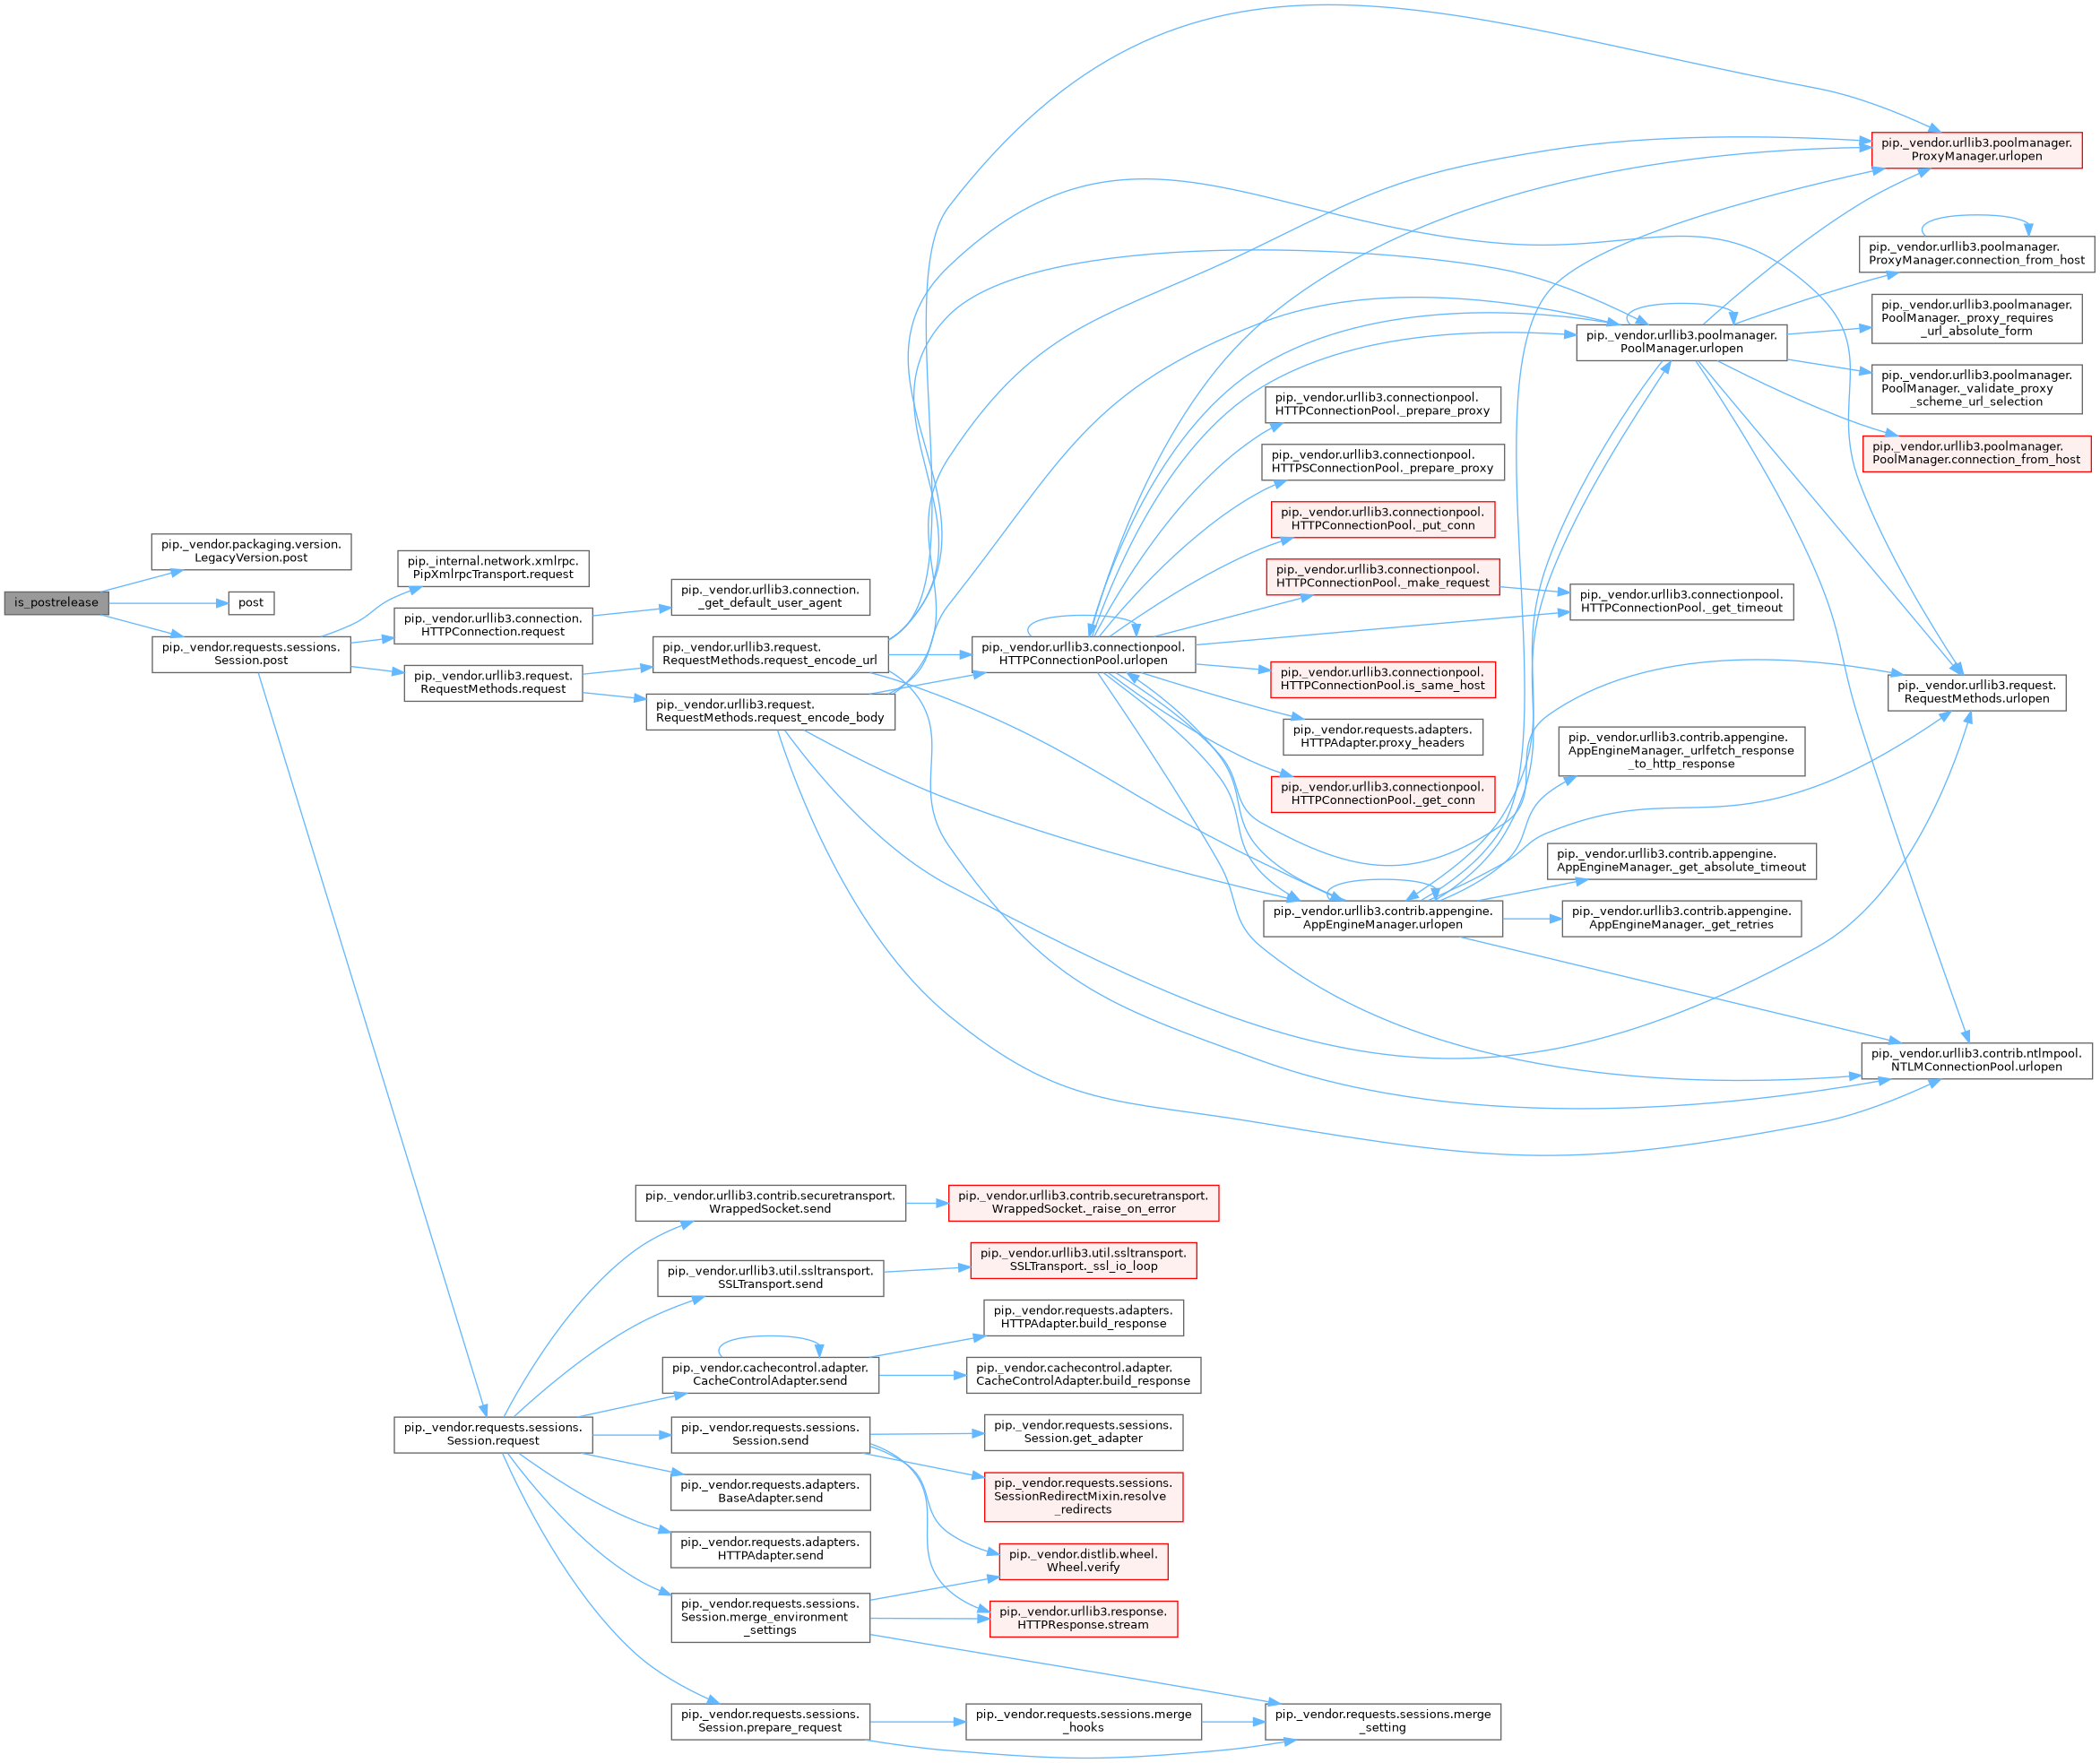 is_postrelease
pip._vendor.packaging.version.
LegacyVersion.post
post
pip._vendor.requests.sessions.
Session.post
pip._internal.network.xmlrpc.
PipXmlrpcTransport.request
pip._vendor.urllib3.connection.
HTTPConnection.request
pip._vendor.urllib3.request.
RequestMethods.request
pip._vendor.requests.sessions.
Session.request
pip._vendor.urllib3.connection.
_get_default_user_agent
pip._vendor.urllib3.request.
RequestMethods.request_encode_url
pip._vendor.urllib3.request.
RequestMethods.request_encode_body
pip._vendor.urllib3.connectionpool.
HTTPConnectionPool.urlopen
pip._vendor.urllib3.connectionpool.
HTTPConnectionPool._prepare_proxy
pip._vendor.urllib3.connectionpool.
HTTPSConnectionPool._prepare_proxy
pip._vendor.urllib3.connectionpool.
HTTPConnectionPool._put_conn
pip._vendor.urllib3.connectionpool.
HTTPConnectionPool._make_request
pip._vendor.urllib3.connectionpool.
HTTPConnectionPool.is_same_host
pip._vendor.requests.adapters.
HTTPAdapter.proxy_headers
pip._vendor.urllib3.connectionpool.
HTTPConnectionPool._get_conn
pip._vendor.urllib3.contrib.appengine.
AppEngineManager.urlopen
pip._vendor.urllib3.poolmanager.
PoolManager.urlopen
pip._vendor.urllib3.connectionpool.
HTTPConnectionPool._get_timeout
pip._vendor.urllib3.contrib.appengine.
AppEngineManager._urlfetch_response
_to_http_response
pip._vendor.urllib3.contrib.appengine.
AppEngineManager._get_absolute_timeout
pip._vendor.urllib3.contrib.appengine.
AppEngineManager._get_retries
pip._vendor.urllib3.poolmanager.
ProxyManager.urlopen
pip._vendor.urllib3.poolmanager.
ProxyManager.connection_from_host
pip._vendor.urllib3.poolmanager.
PoolManager._proxy_requires
_url_absolute_form
pip._vendor.urllib3.poolmanager.
PoolManager._validate_proxy
_scheme_url_selection
pip._vendor.urllib3.poolmanager.
PoolManager.connection_from_host
pip._vendor.urllib3.request.
RequestMethods.urlopen
pip._vendor.urllib3.contrib.ntlmpool.
NTLMConnectionPool.urlopen
pip._vendor.urllib3.contrib.securetransport.
WrappedSocket.send
pip._vendor.urllib3.contrib.securetransport.
WrappedSocket._raise_on_error
pip._vendor.urllib3.util.ssltransport.
SSLTransport.send
pip._vendor.urllib3.util.ssltransport.
SSLTransport._ssl_io_loop
pip._vendor.cachecontrol.adapter.
CacheControlAdapter.send
pip._vendor.requests.adapters.
HTTPAdapter.build_response
pip._vendor.cachecontrol.adapter.
CacheControlAdapter.build_response
pip._vendor.requests.sessions.
Session.send
pip._vendor.requests.sessions.
Session.get_adapter
pip._vendor.requests.sessions.
SessionRedirectMixin.resolve
_redirects
pip._vendor.requests.adapters.
BaseAdapter.send
pip._vendor.requests.adapters.
HTTPAdapter.send
pip._vendor.distlib.wheel.
Wheel.verify
pip._vendor.requests.sessions.
Session.merge_environment
_settings
pip._vendor.urllib3.response.
HTTPResponse.stream
pip._vendor.requests.sessions.
Session.prepare_request
pip._vendor.requests.sessions.merge
_hooks
pip._vendor.requests.sessions.merge
_setting